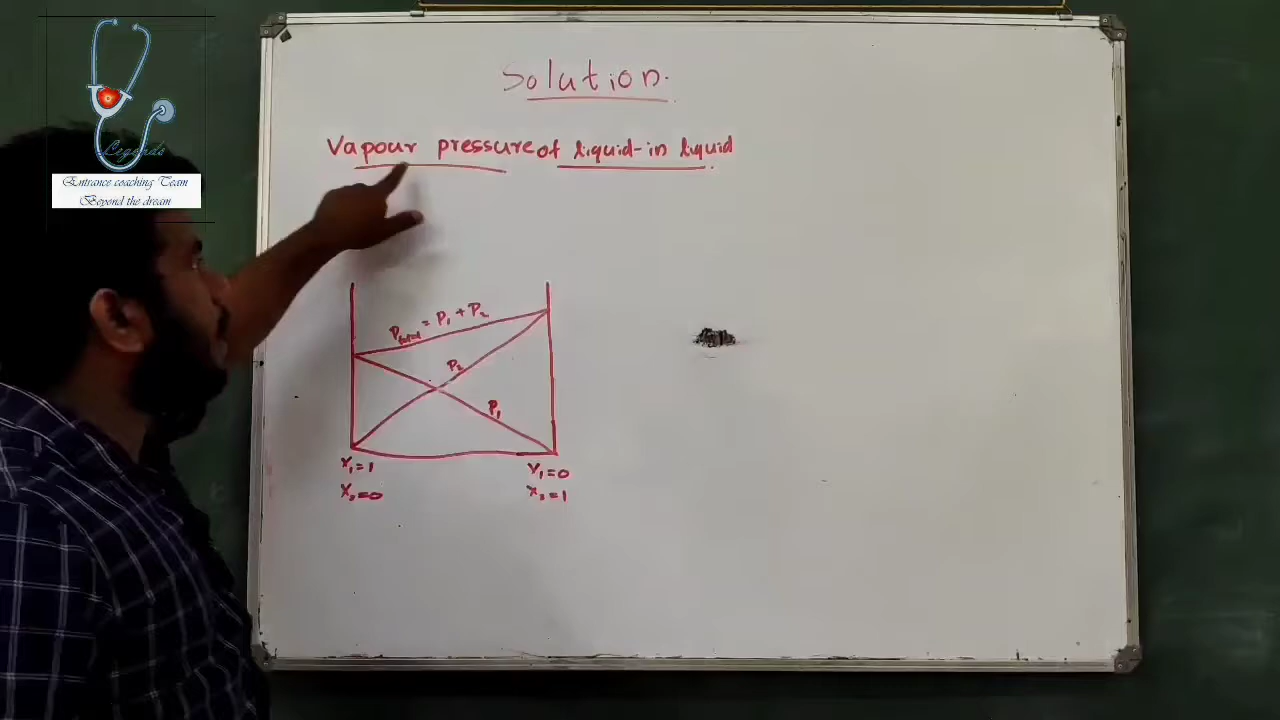 Legends
Entrance coaching Team
Beyond the dream
Solution.
Vapour pressure of liquid-in liquid.
P total = P₁ + P₂
P₂
P₁
X₁=1
X₂=0
X₁=0
X₂=1